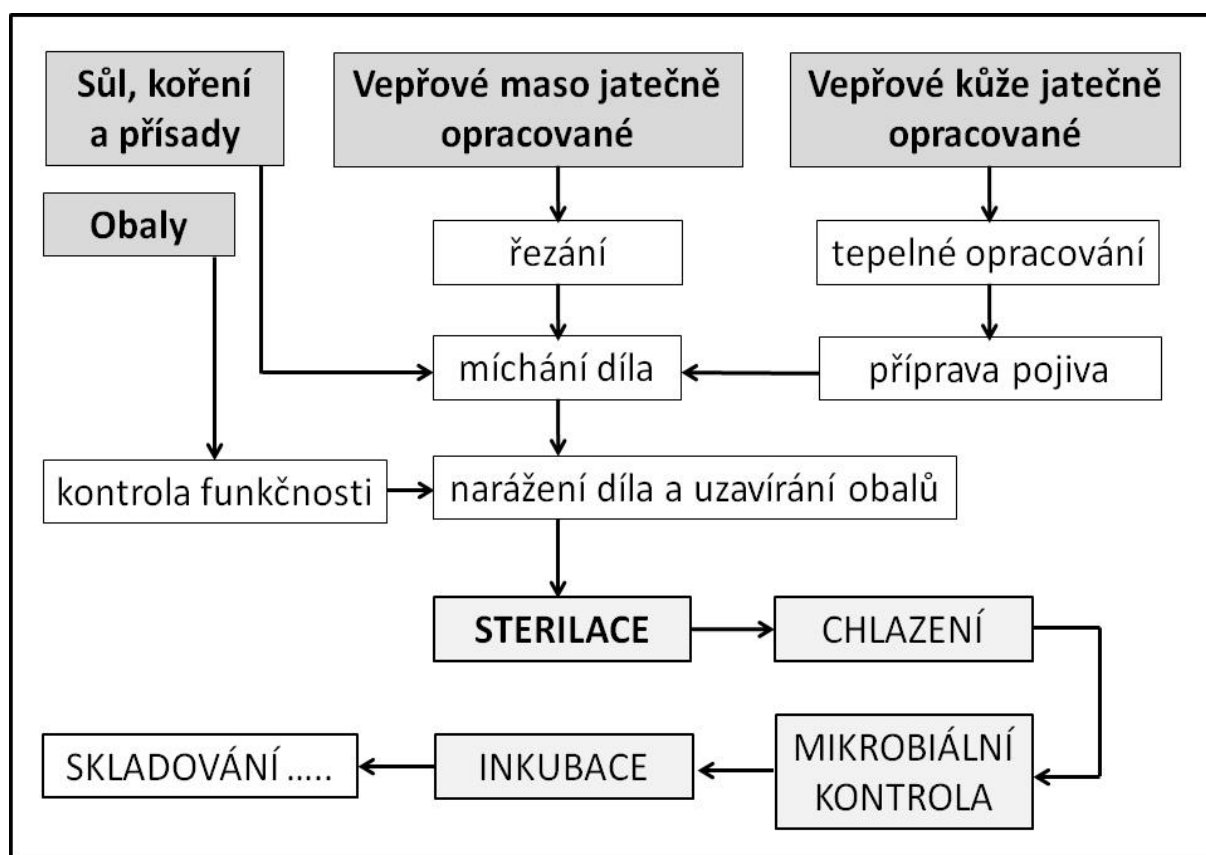 Sůl, koření
a přísady
Vepřové maso jatečně
opracované
Vepřové kůže jatečně
opracované
Obaly
řezání
tepelné opracování
míchání díla
příprava pojiva
kontrola funkčnosti
narážení díla a uzavírání obalů
STERILACE
CHLAZENÍ
SKLADOVÁNÍ .....
INKUBACE
MIKROBIÁLNÍ
KONTROLA